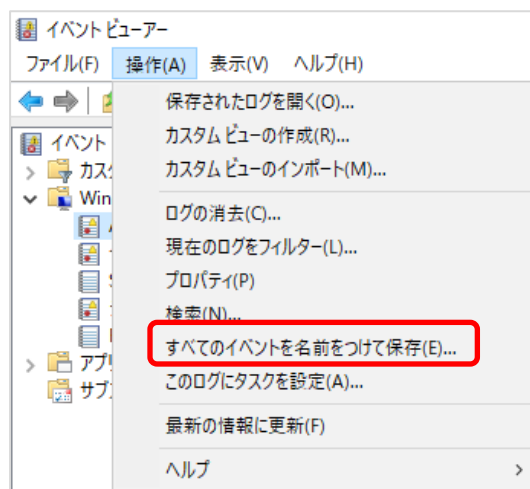 イベント ビューアー
ファイル(F) 操作(A) 表示(V) ヘルプ(H)
保存されたログを開く(O)...
イベント
カスタム ビューの作成(R)...
カスタム ビューのインポート(M)...
Win
ログの消去(C)...
現在のログをフィルター(L)...
プロパティ(P)
検索(N)...
すべてのイベントを名前をつけて保存(E)...
アプリ
このログにタスクを設定(A)...
サブ
最新の情報に更新(F)
ヘルプ